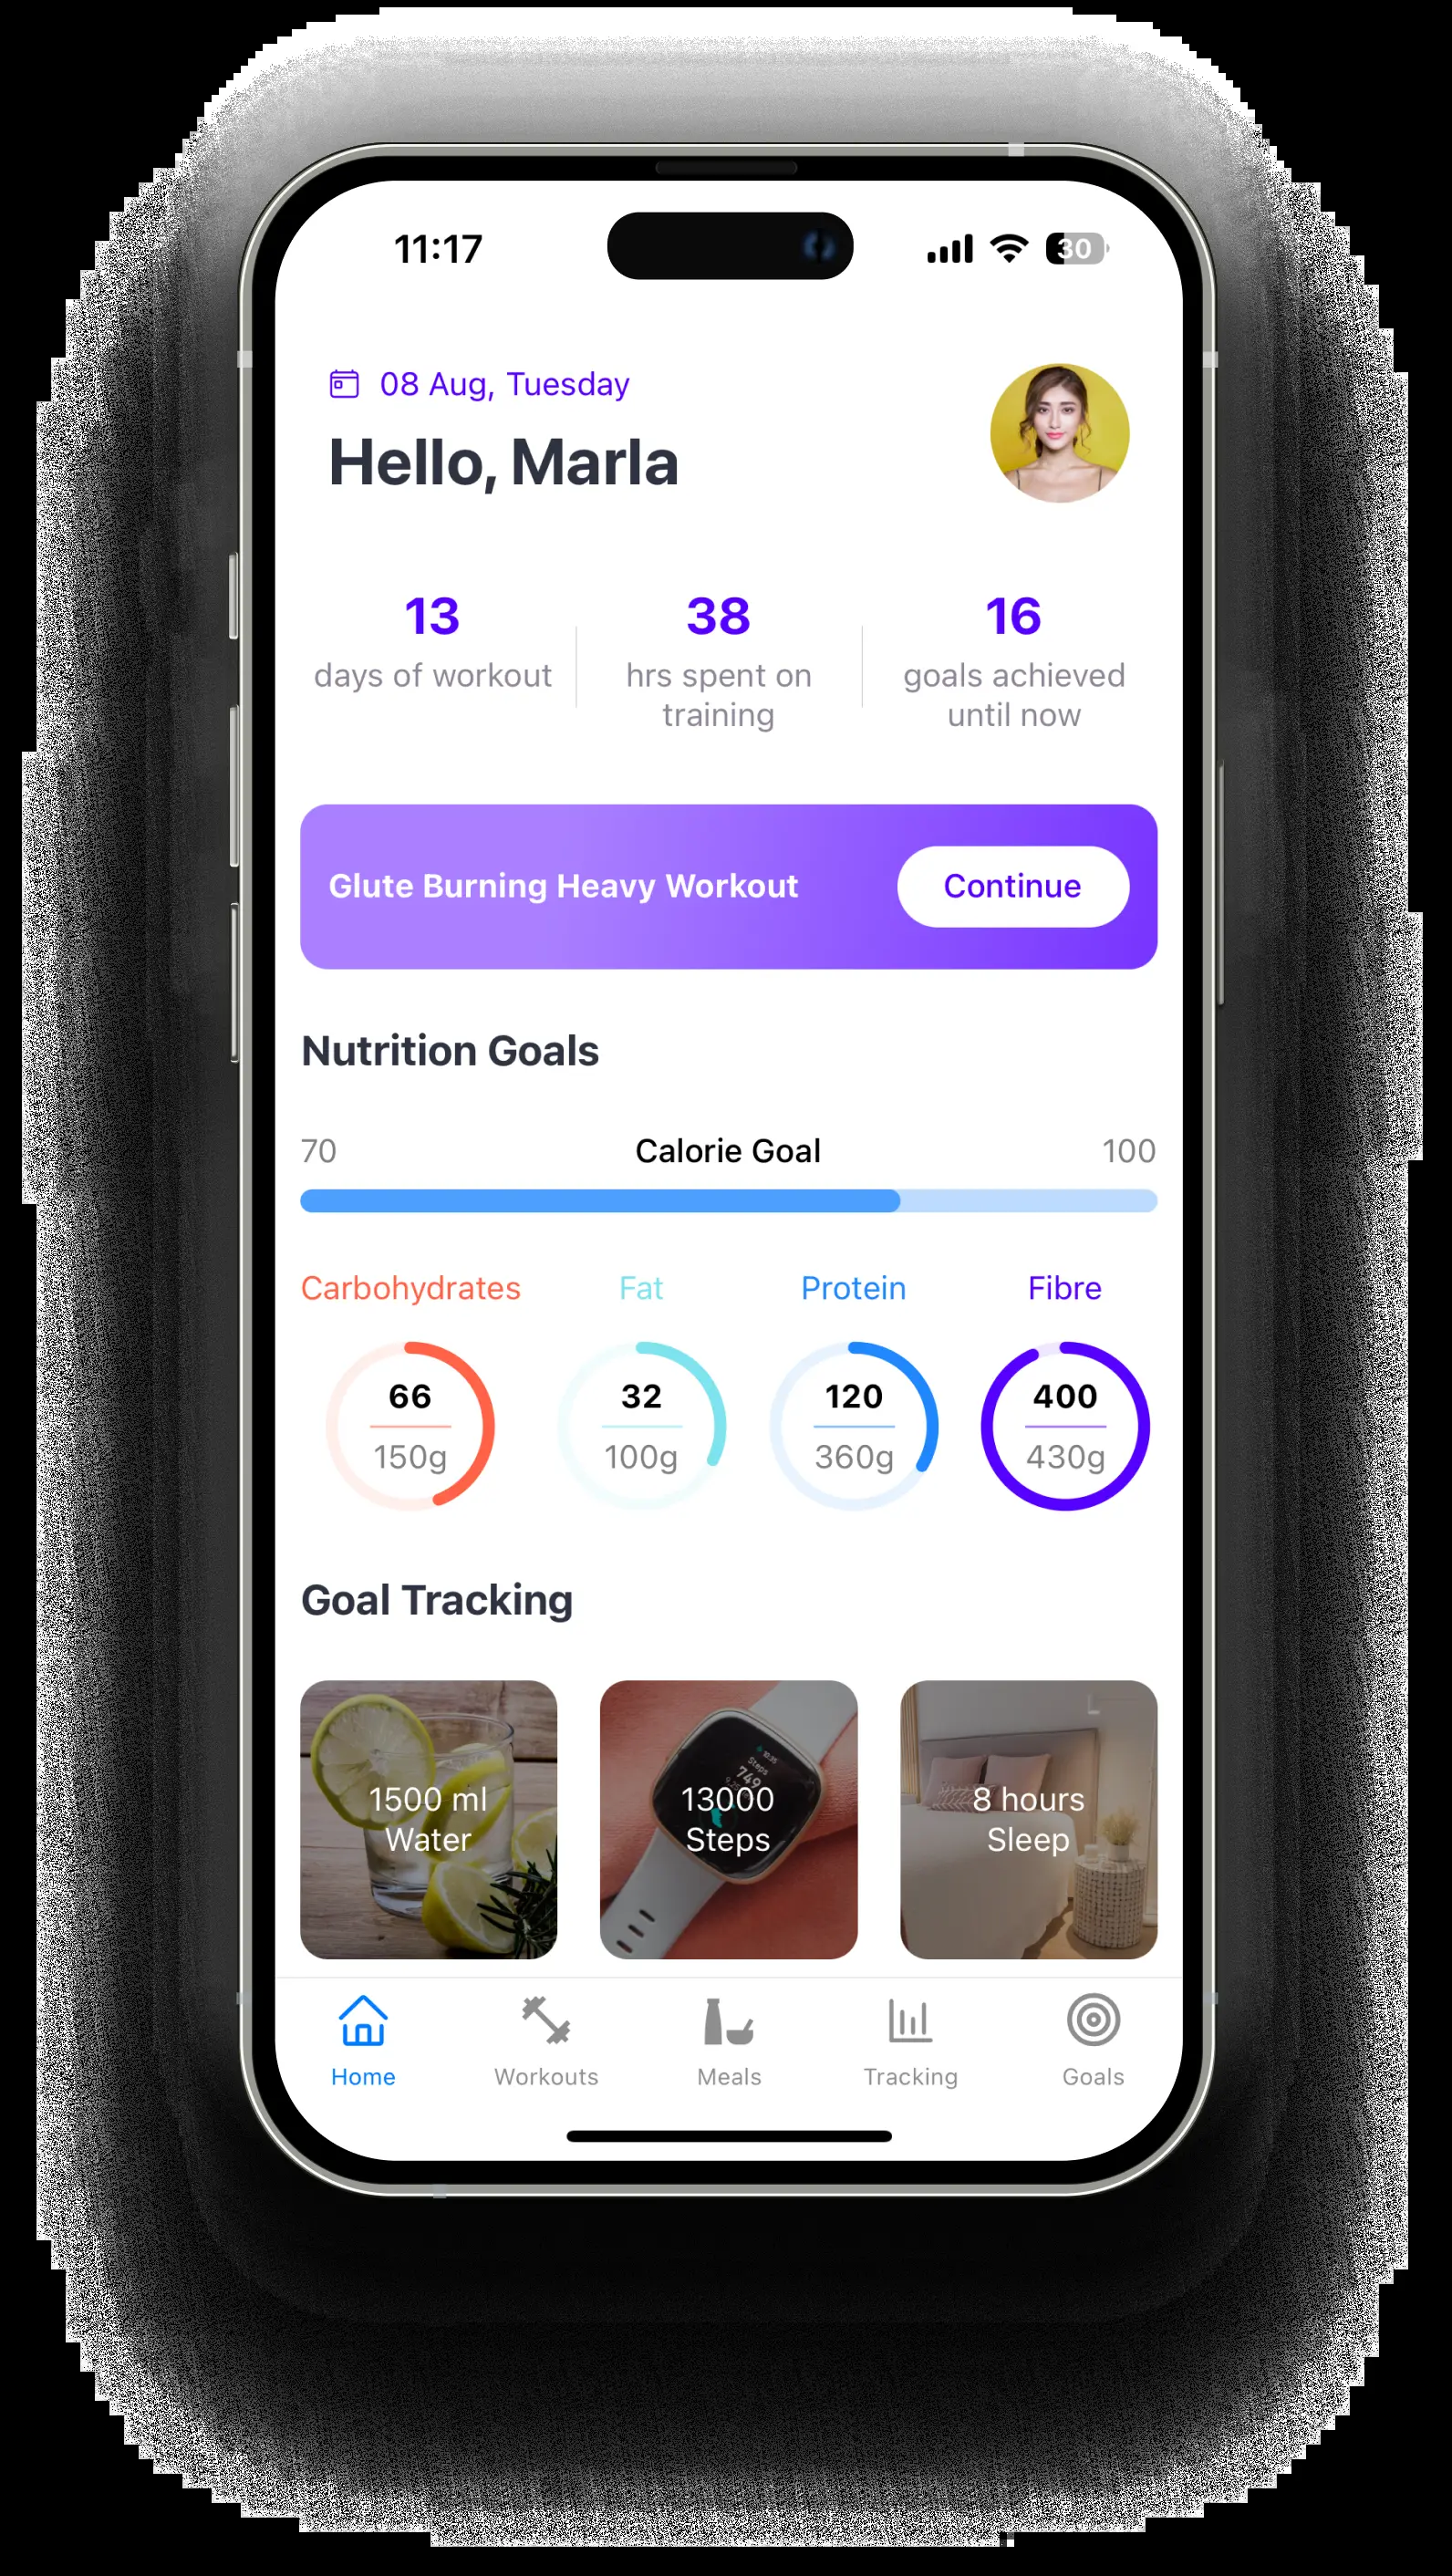 11:17
30
08 Aug, Tuesday
Hello, Marla
13
days of workout
38
hrs spent on
training
16
goals achieved
until now
Glute Burning Heavy Workout
Continue
Nutrition Goals
70
Calorie Goal
100
Carbohydrates
66
150g
Fat
32
100g
Protein
120
360g
Fibre
400
430g
Goal Tracking
1500 ml
Water
Steps
749
13000
Steps
8 hours
Sleep
Home
Workouts
Meals
Tracking
Goals